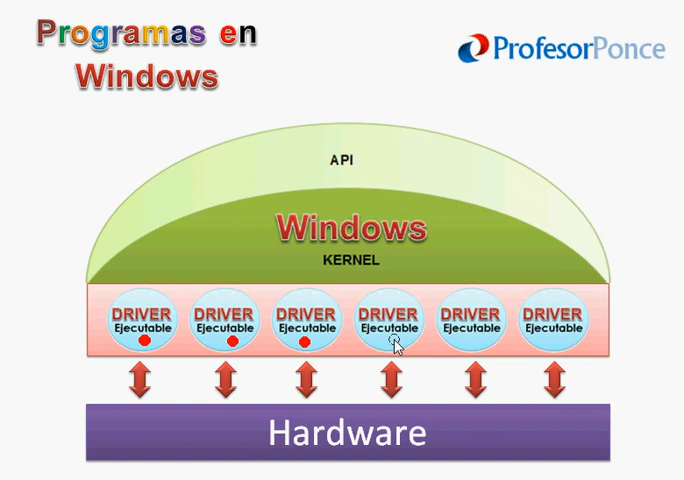 Programas en
Windows
ProfesorPonce
API
Windows
KERNEL
DRIVER DRIVER DRIVER DRIVER DRIVER DRIVER
Ejecutable Ejecutable Ejecutable Ejecutable Ejecutable Ejecutable
Hardware